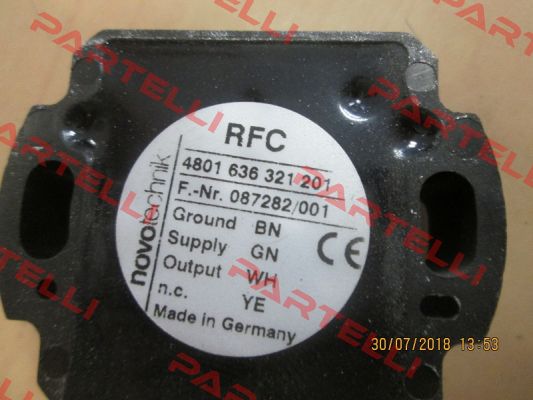 RFC
4801 636 321 201
F.-Nr. 087282/001
Ground BN
Supply GN
Output WH
n.c. YE
Made in Germany
novotechnik
CE
30/07/2018 13:53
PARTELLI
PARTELLI
PARTELLI
PARTELLI
PARTELLI